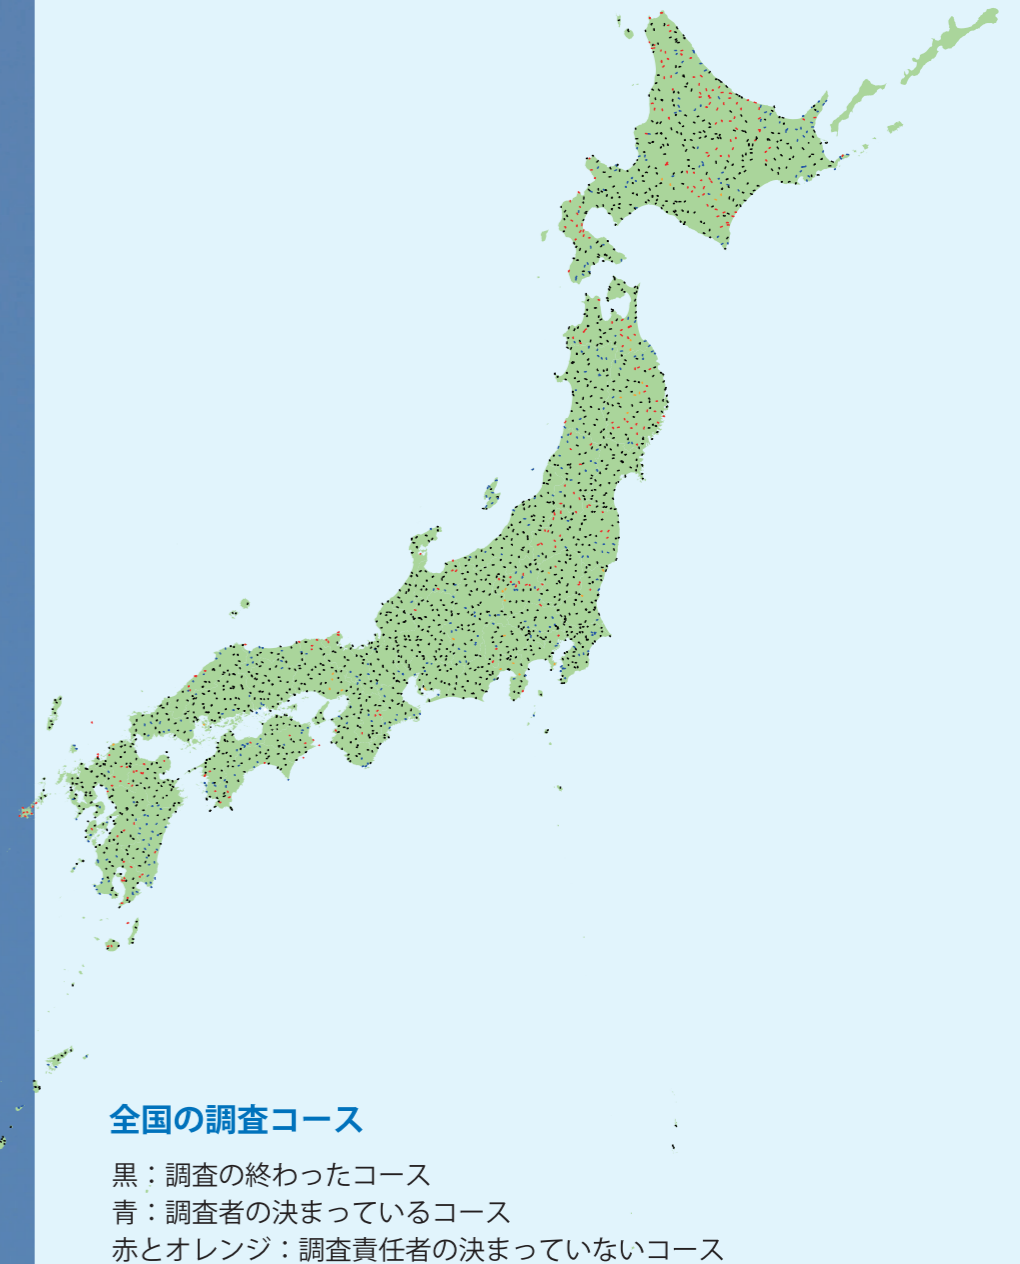 全国の調査コース
黒：調査の終わったコース
青：調査者の決まっているコース
赤とオレンジ：調査責任者の決まっていないコース